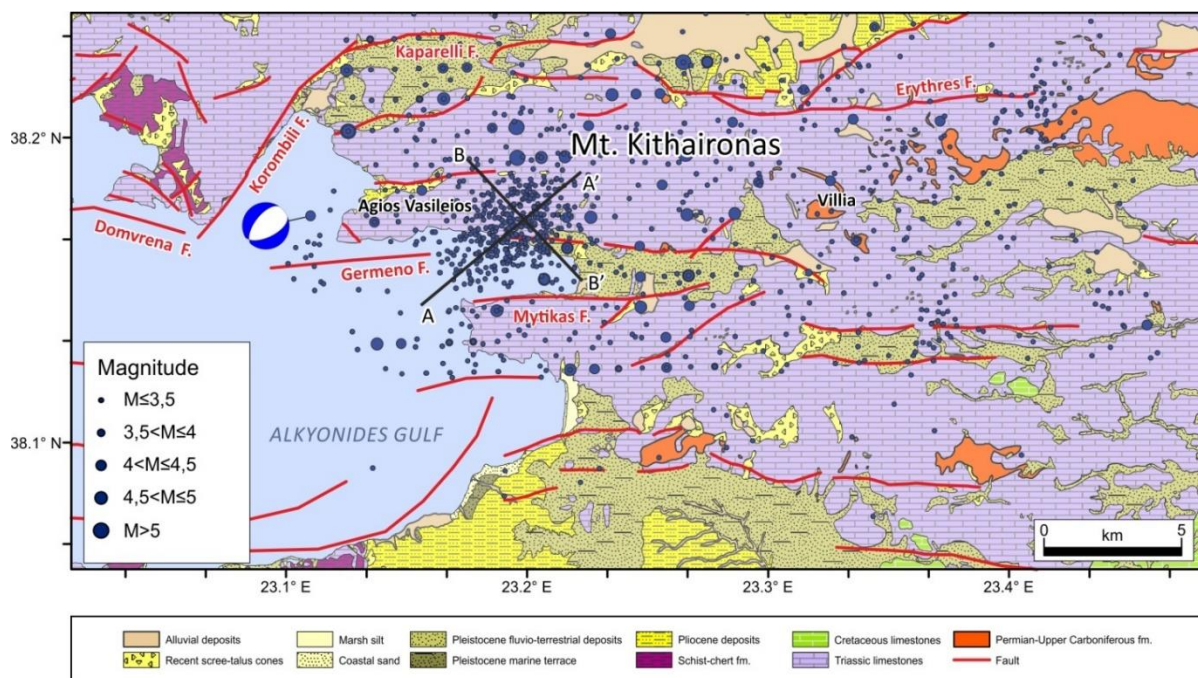 Kaparelli F.
Erythres F.
38.2° N
Mt. Kithaironas
Korombili F.
B
A'
Agios Vasileios
Villia
Domvrena F.
Germeno F.
B'
A
Mytikas F.
Magnitude
M≤3,5
3,5<M≤4
4<M≤4,5
4,5<M≤5
M>5
ALKYONIDES GULF
38.1° N
0 5
km
23.1° E 23.2° E 23.3° E 23.4° E
Alluvial deposits Marsh silt Pleistocene fluvio-terrestrial deposits Pliocene deposits Cretaceous limestones Permian-Upper Carboniferous fm.
Recent scree-talus cones Coastal sand Pleistocene marine terrace Schist-chert fm. Triassic limestones Fault